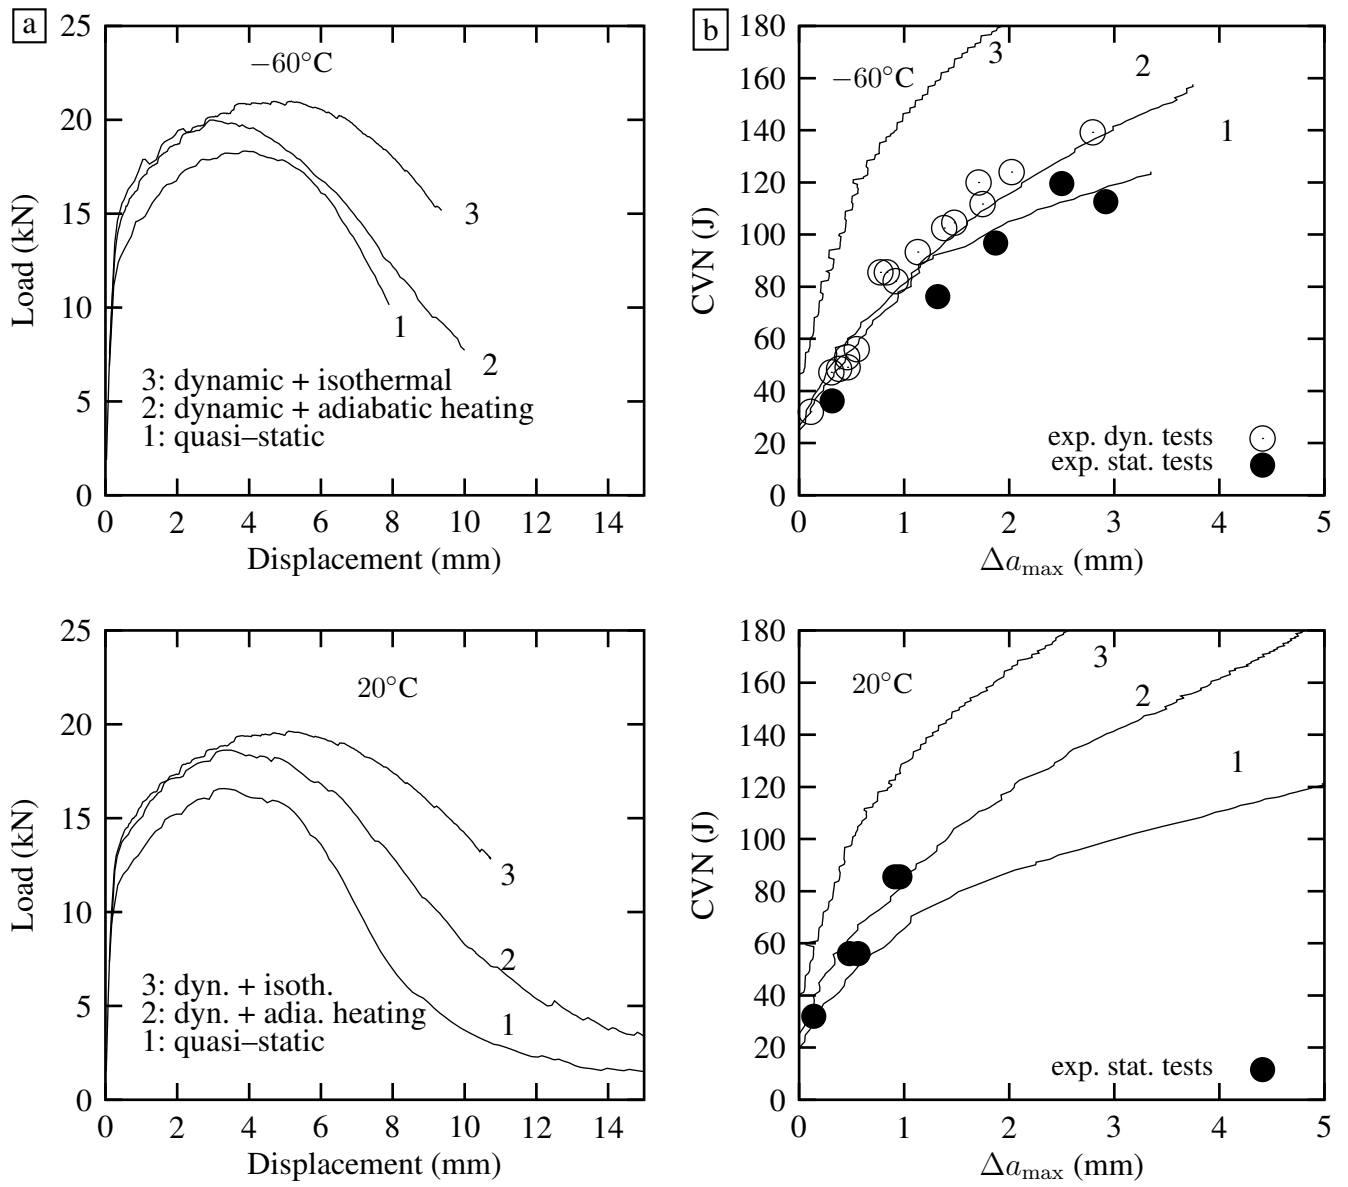 a
25
20
15
10
5
0
Load (kN)
−60°C
3
1
2
3: dynamic + isothermal
2: dynamic + adiabatic heating
1: quasi–static
0 2 4 6 8 10 12 14
Displacement (mm)
b
180
160
140
120
100
80
60
40
20
0
CVN (J)
−60°C
3
2
1
exp. dyn. tests
exp. stat. tests
0 1 2 3 4 5
Δa_max (mm)
25
20
15
10
5
0
Load (kN)
20°C
3
2
1
3: dyn. + isoth.
2: dyn. + adia. heating
1: quasi–static
0 2 4 6 8 10 12 14
Displacement (mm)
180
160
140
120
100
80
60
40
20
0
CVN (J)
20°C
3
2
1
exp. stat. tests
0 1 2 3 4 5
Δa_max (mm)